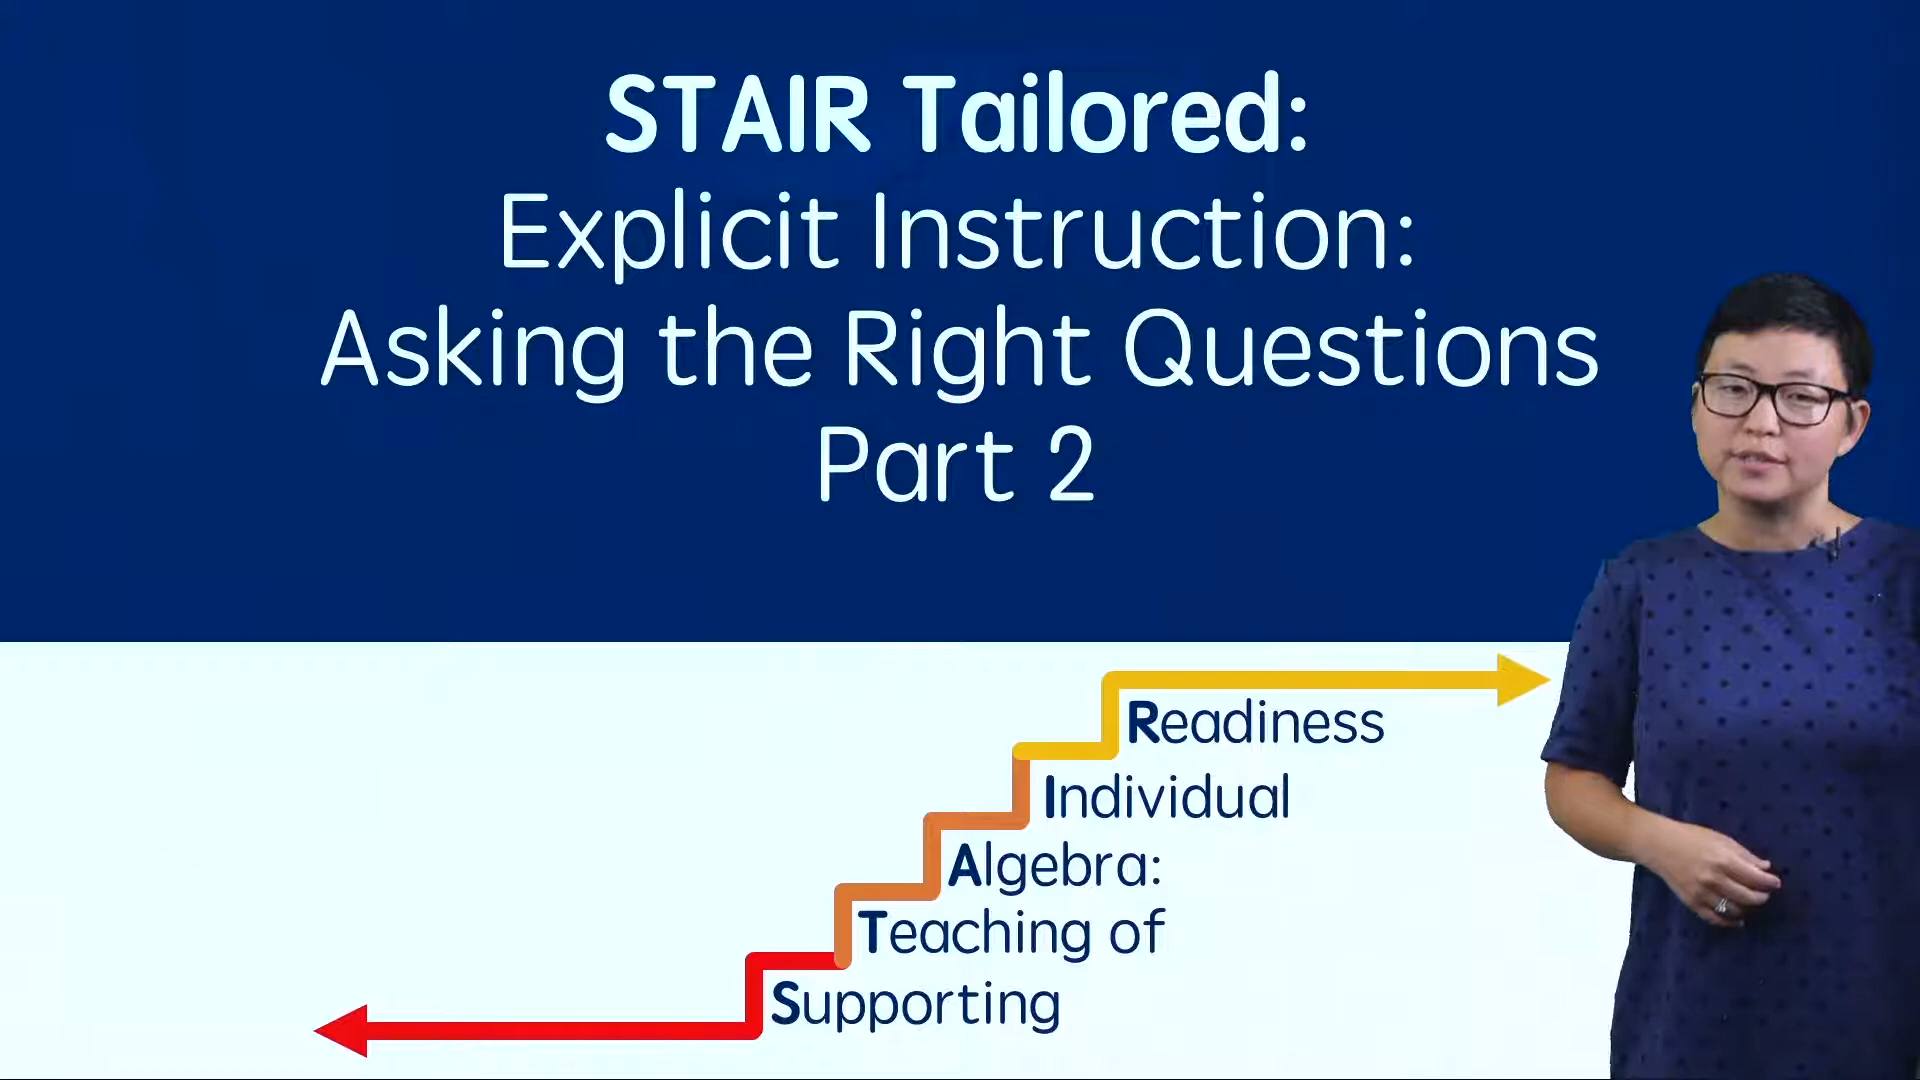 STAIR Tailored:
Explicit Instruction:
Asking the Right Questions
Part 2
Readiness
Individual
Algebra:
Teaching of
Supporting